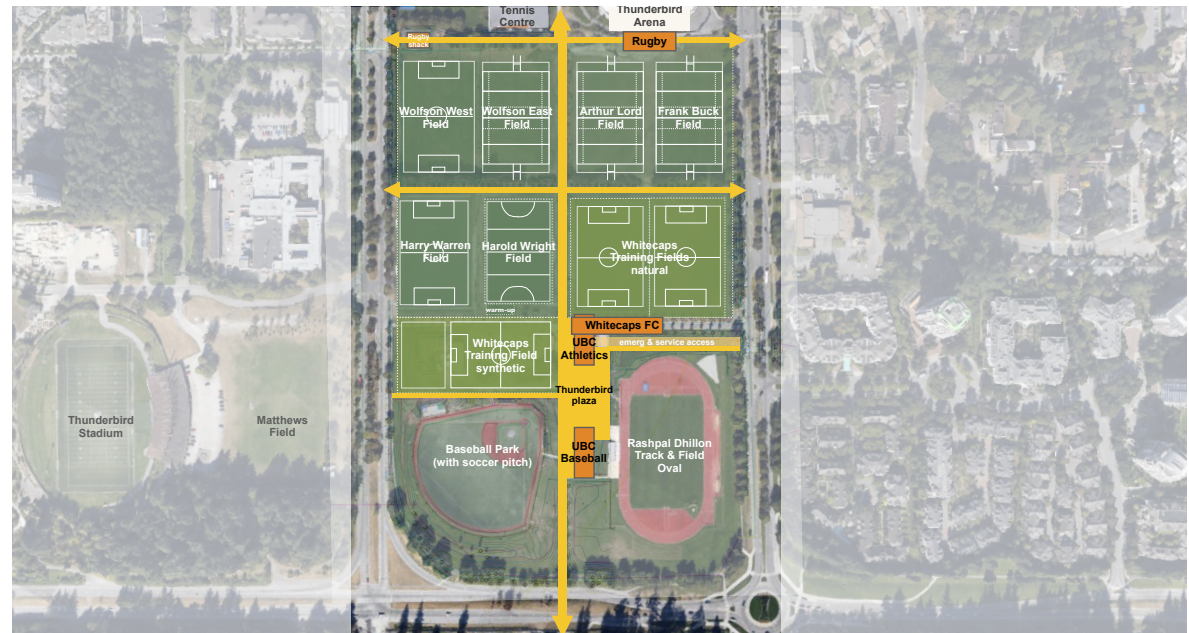 Tennis
Centre
Thunderbird
Arena
Rugby
shack
Rugby
Wolfson West
Field
Wolfson East
Field
Arthur Lord
Field
Frank Buck
Field
Harry Warren
Field
Harold Wright
Field
Whitecaps
Training Fields
natural
warm-up
Whitecaps FC
Whitecaps
Training Field
synthetic
UBC
Athletics
emerg & service access
Thunderbird
plaza
Thunderbird
Stadium
Matthews
Field
Baseball Park
(with soccer pitch)
UBC
Baseball
Rashpal Dhillon
Track & Field
Oval